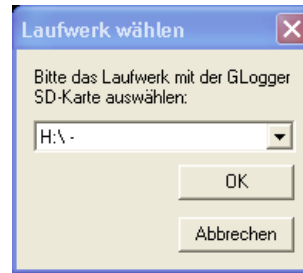 Laufwerk wählen
Bitte das Laufwerk mit der GLogger
SD-Karte auswählen:
H:\ -
OK
Abbrechen